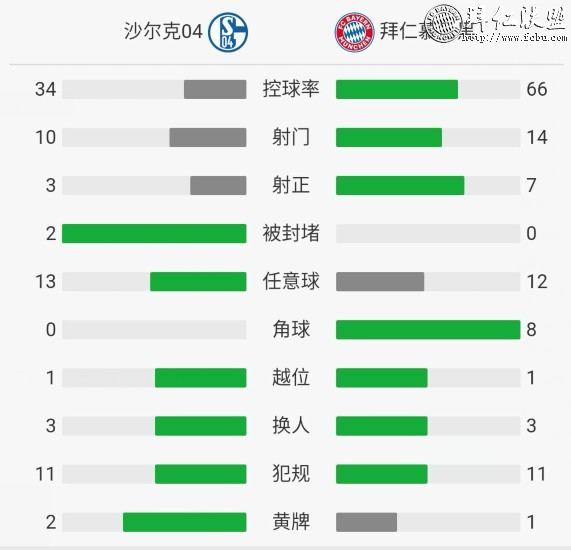 沙尔克04
04
FC BAYERN
MÜNCHEN
拜仁慕
拜仁联盟
http://www.fcbu.com
34 控球率 66
10 射门 14
3 射正 7
2 被封堵 0
13 任意球 12
0 角球 8
1 越位 1
3 换人 3
11 犯规 11
2 黄牌 1